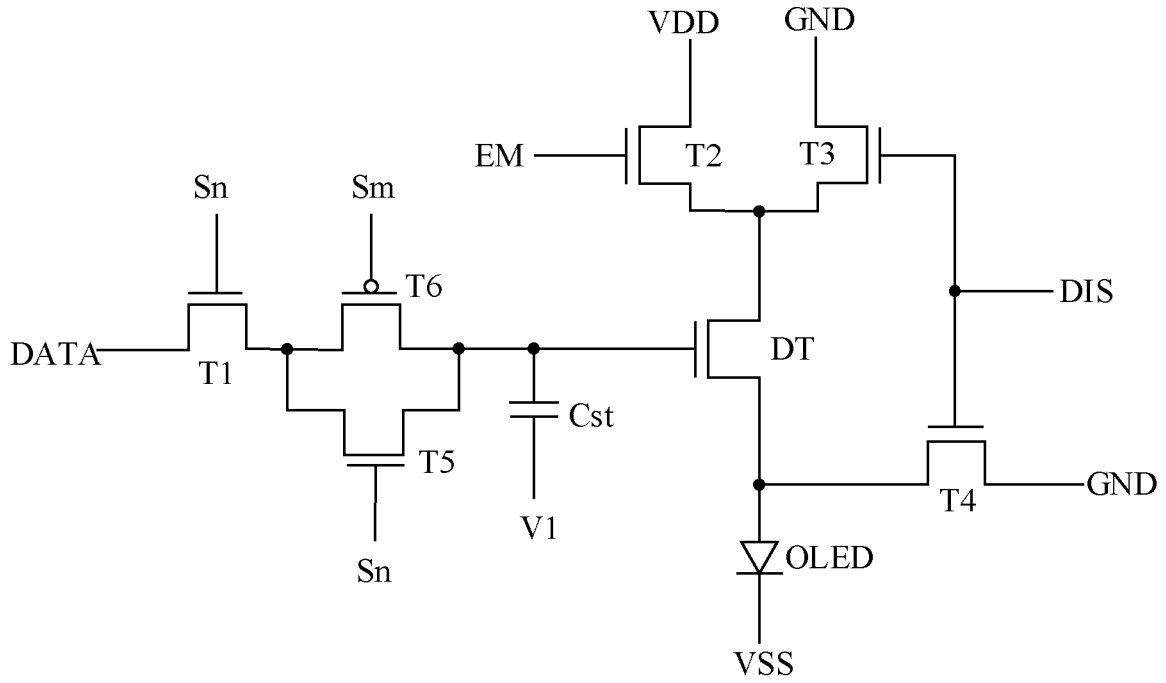 VDD
GND
EM
T2
T3
Sn
Sm
T6
DIS
DATA
T1
DT
Cst
T5
T4
GND
V1
OLED
Sn
VSS